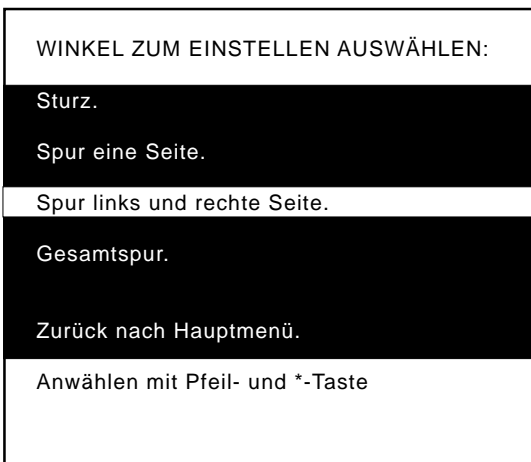 WINKEL ZUM EINSTELLEN AUSWÄHLEN:
Sturz.
Spur eine Seite.
Spur links und rechte Seite.
Gesamtspur.
Zurück nach Hauptmenü.
Anwählen mit Pfeil- und *-Taste